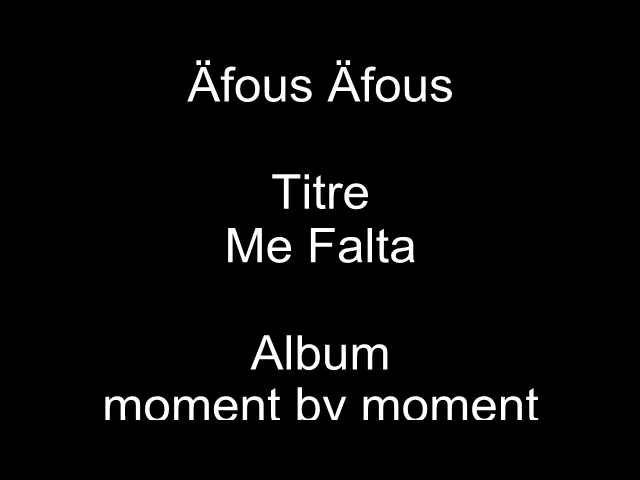 Äfous Äfous
Titre
Me Falta
Album
moment by moment